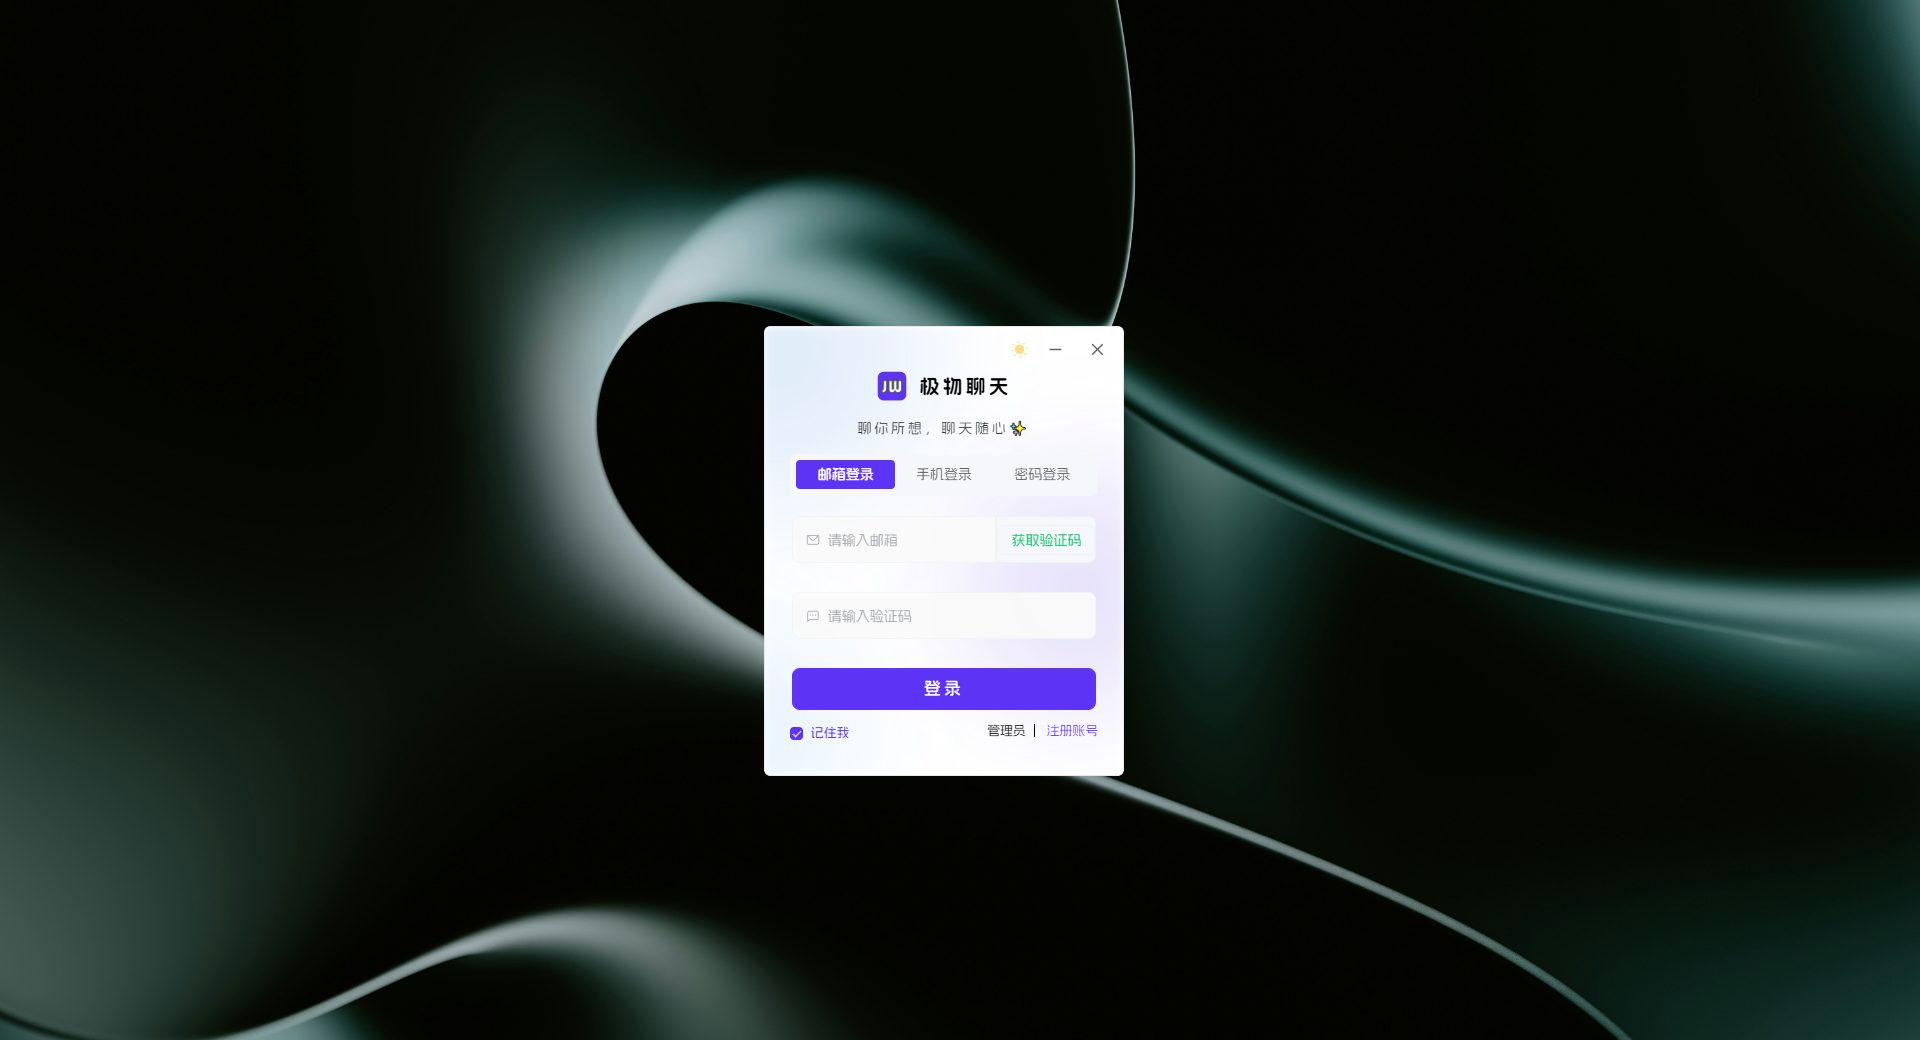 JW 极物聊天
聊你所想，聊天随心✨
邮箱登录 手机登录 密码登录
请输入邮箱 获取验证码
请输入验证码
登录
记住我 管理员 | 注册账号